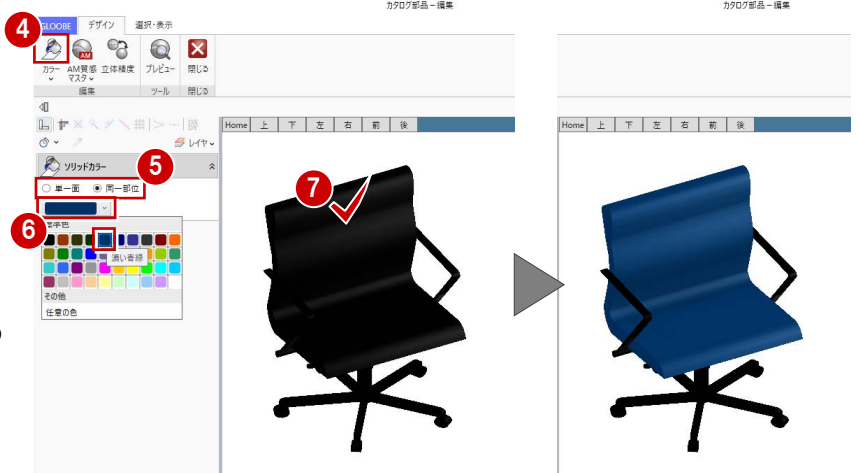 カタログ部品 – 編集
カタログ部品 – 編集
4
GLOOBE デザイン 選択・表示
カラー AM質感マスタ 立体精度 プレビュー 閉じる
編集 ツール 閉じる
レイヤ
Home 上 下 左 右 前 後
Home 上 下 左 右 前 後
ソリッドカラー
5
単一面 同一部位
6
7
標準色
濃い青緑
その他
任意の色